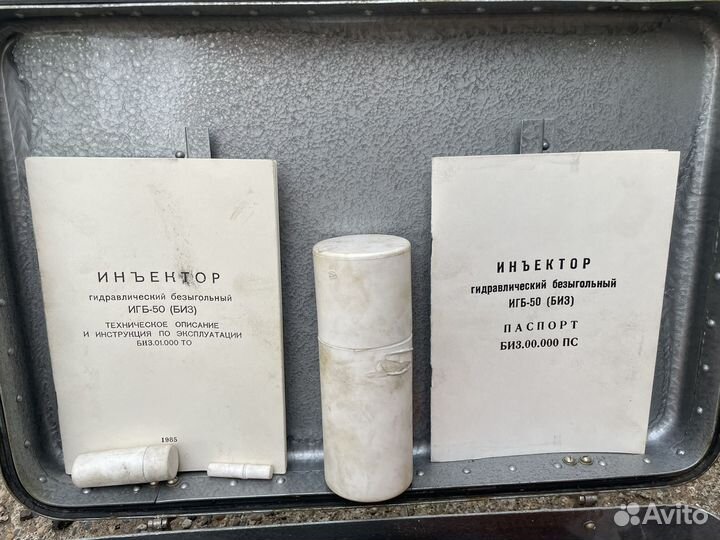 ИНЪЕКТОР
гидравлический безыгольный
ИГБ-50 (БИЗ)
ТЕХНИЧЕСКОЕ ОПИСАНИЕ
И ИНСТРУКЦИЯ ПО ЭКСПЛУАТАЦИИ
БИЗ.01.000 ТО
1985
ИНЪЕКТОР
гидравлический безыгольный
ИГБ-50 (БИЗ)
ПАСПОРТ
БИЗ.00.000 ПС
Avito